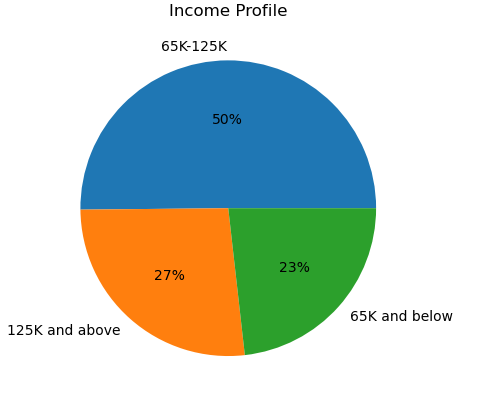 Income Profile
65K-125K
50%
27%
23%
65K and below
125K and above